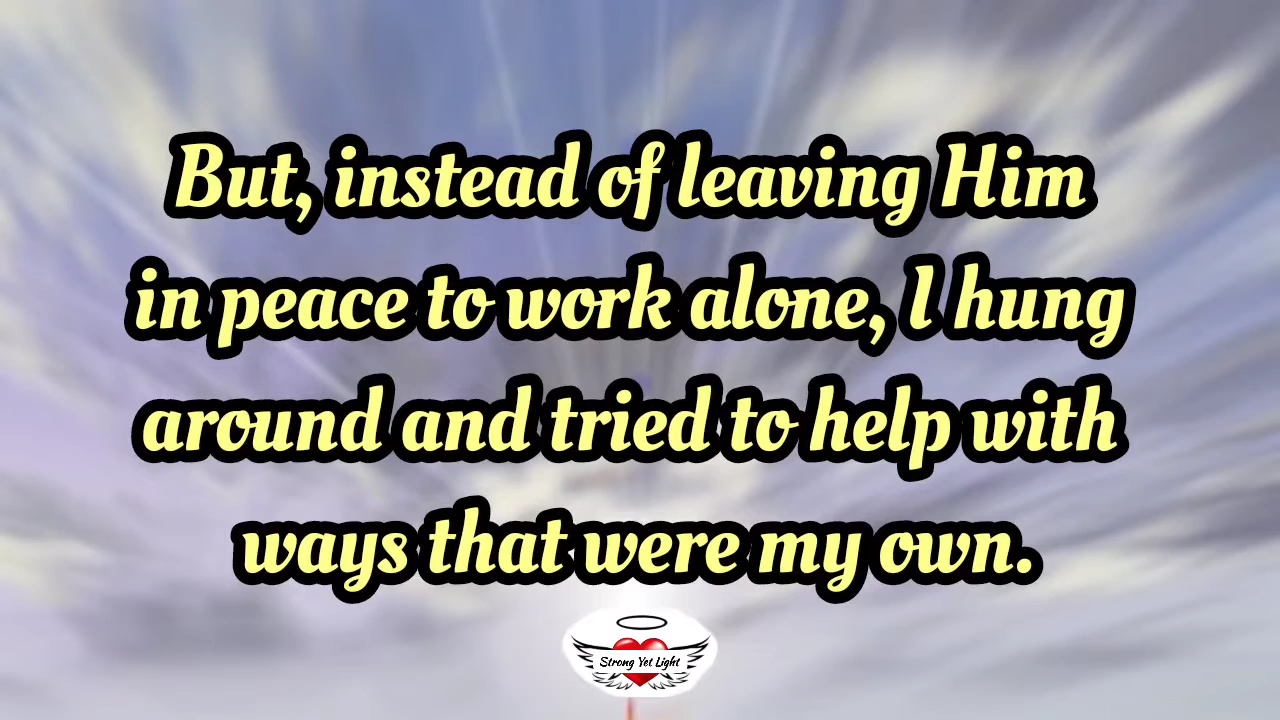 But, instead of leaving Him
in peace to work alone, I hung
around and tried to help with
ways that were my own.
Strong Yet Light